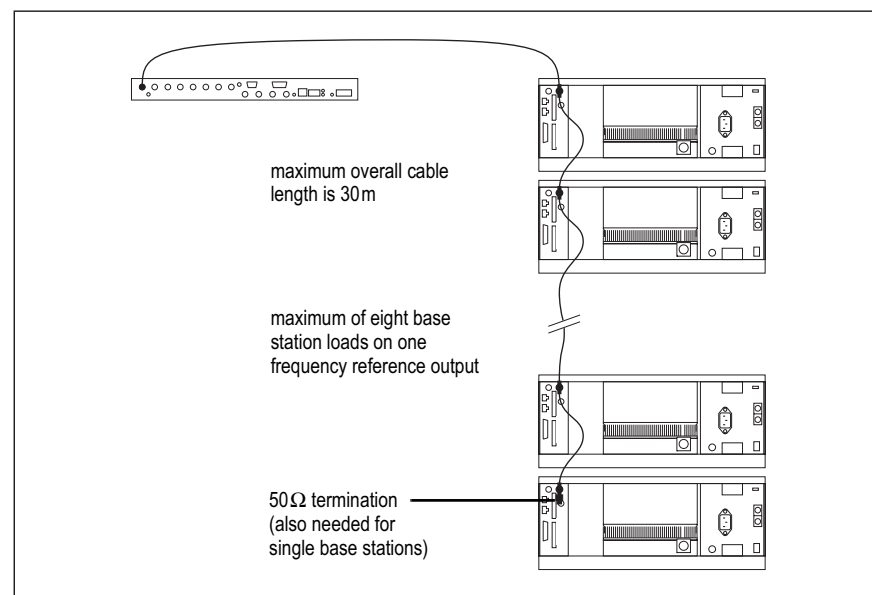 maximum overall cable
length is 30m
maximum of eight base
station loads on one
frequency reference output
50Ω termination
(also needed for
single base stations)